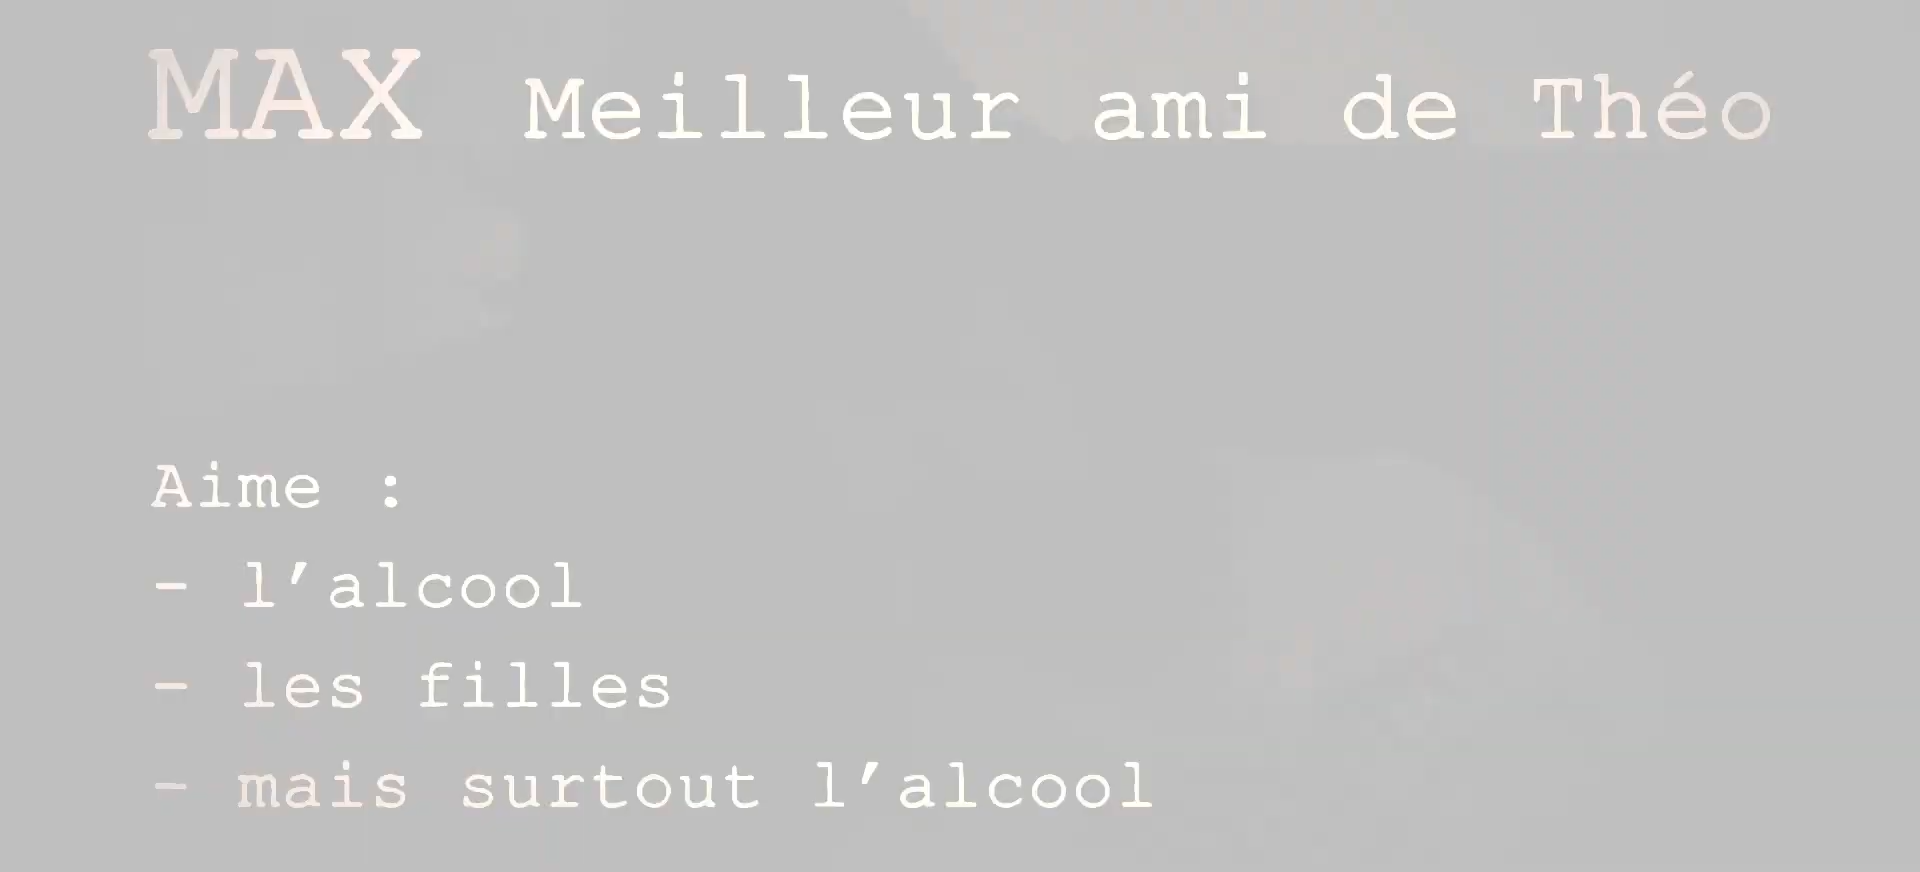 MAX Meilleur ami de Théo
Aime :
- l’alcool
- les filles
- mais surtout l’alcool